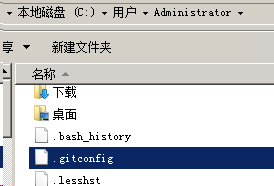 本地磁盘 (C:) 用户 Administrator
享 新建文件夹
名称
下载
桌面
.bash_history
.gitconfig
.lesshst